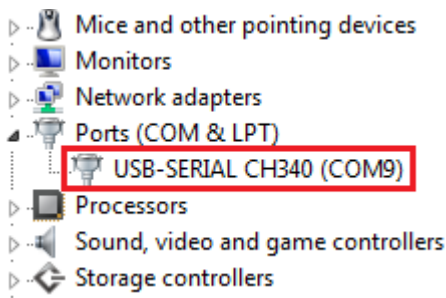 Mice and other pointing devices
Monitors
Network adapters
Ports (COM & LPT)
USB-SERIAL CH340 (COM9)
Processors
Sound, video and game controllers
Storage controllers